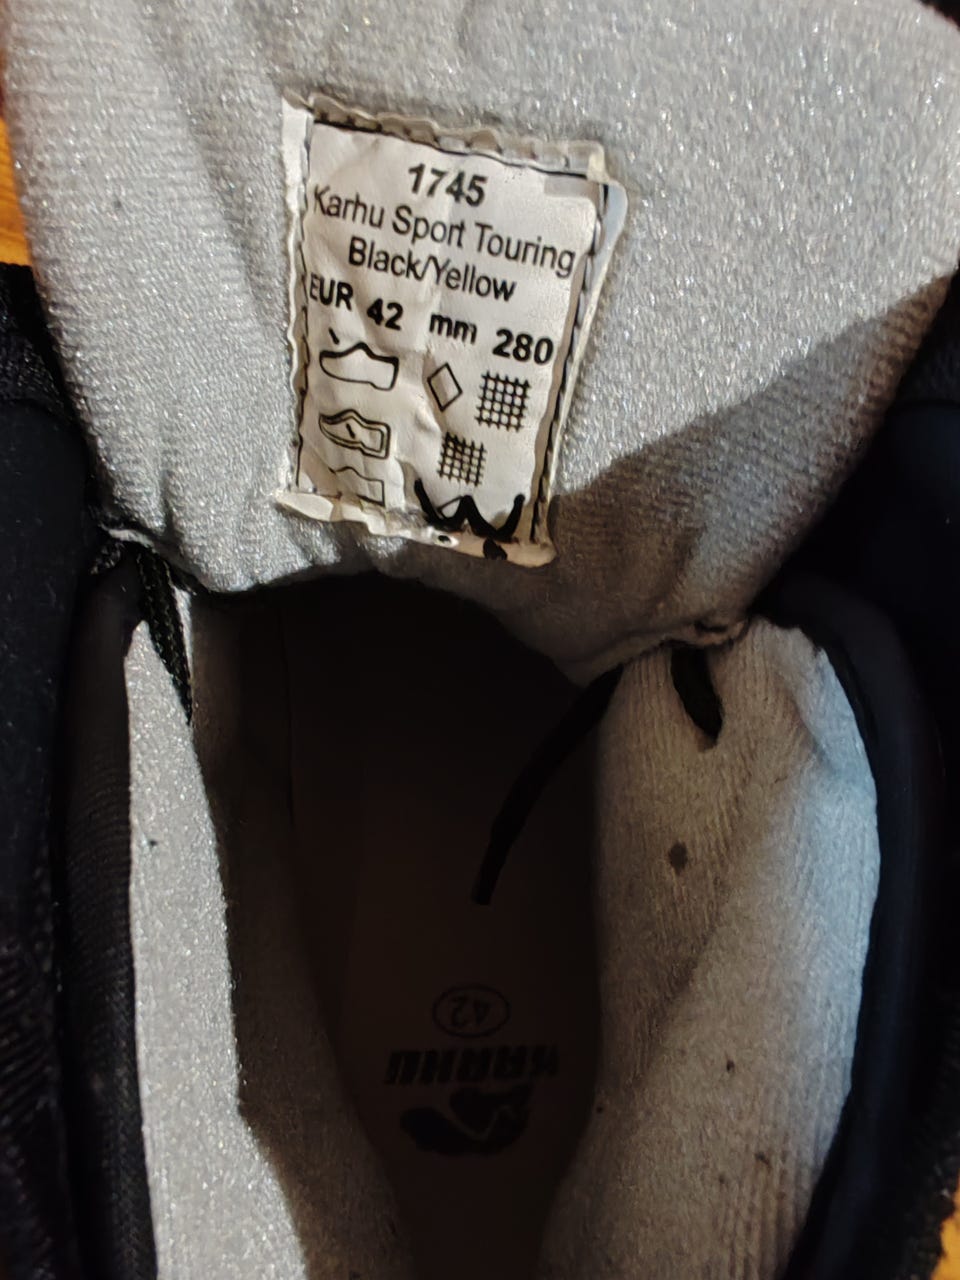 1745
Karhu Sport Touring
Black/Yellow
EUR 42 mm 280
42
KARHU